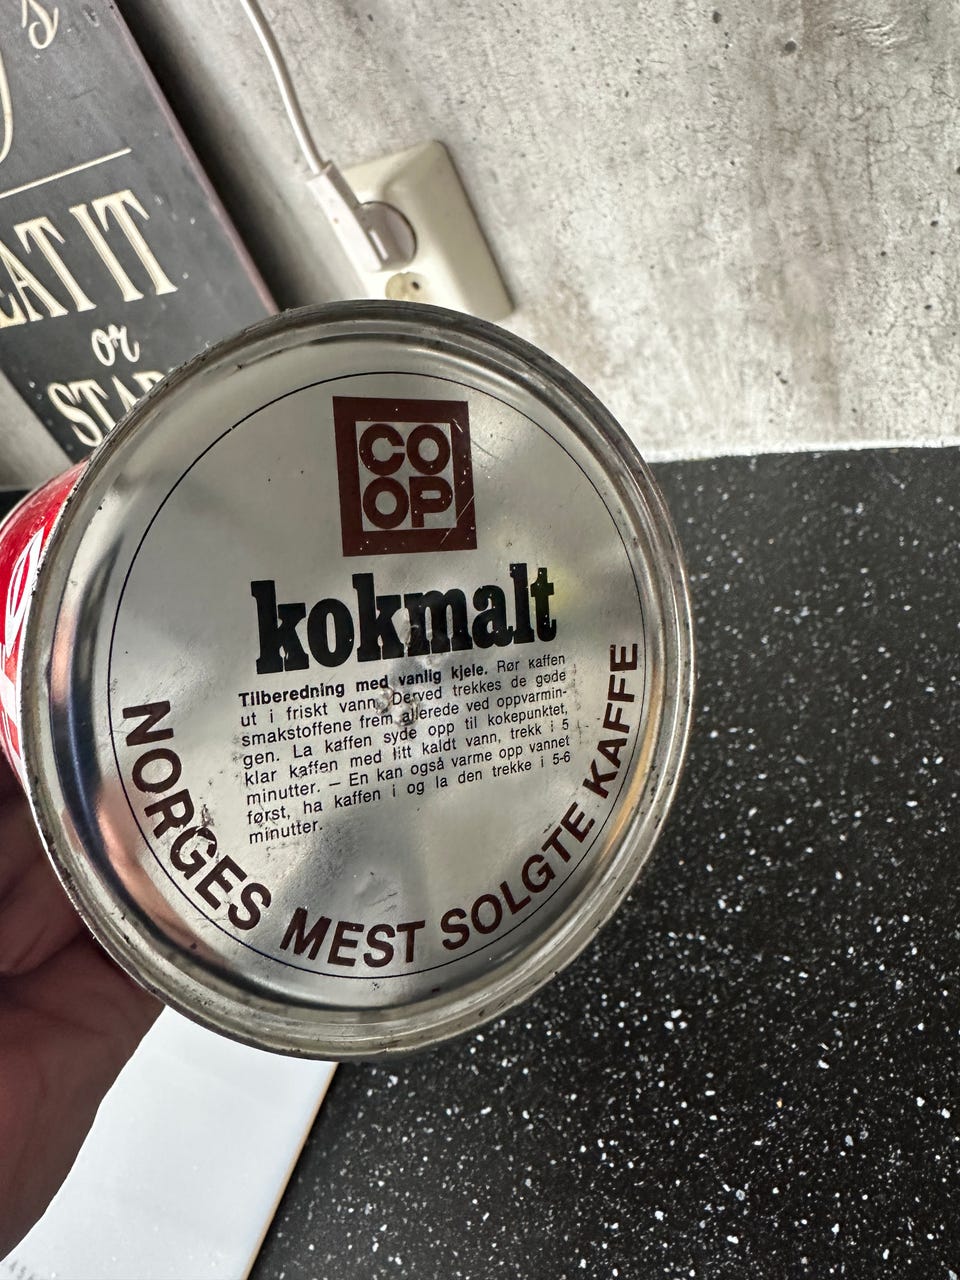 EAT IT
or
CO
OP
kokmalt
Tilberedning med vanlig kjele. Rør kaffen
ut i friskt vann. Derved trekkes de gode
smakstoffene frem allerede ved oppvarmin-
gen. La kaffen syde opp til kokepunktet,
klar kaffen med litt kaldt vann, trekk i 5
minutter. – En kan også varme opp vannet
først, ha kaffen i og la den trekke i 5-6
minutter.
NORGES MEST SOLGTE KAFFE